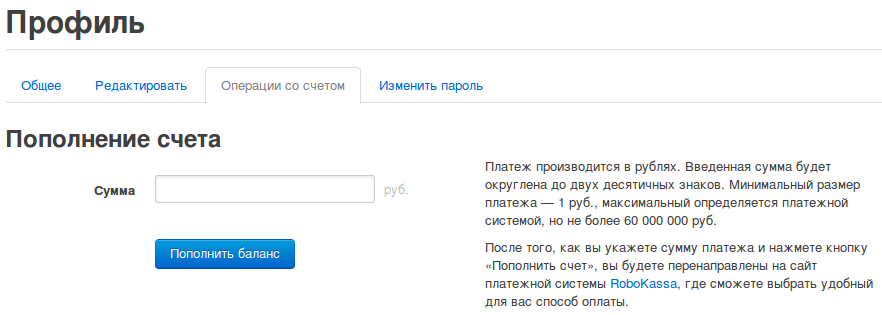 Профиль
Общее Редактировать Операции со счетом Изменить пароль
Пополнение счета
Сумма руб.
Пополнить баланс
Платеж производится в рублях. Введенная сумма будет
округлена до двух десятичных знаков. Минимальный размер
платежа — 1 руб., максимальный определяется платежной
системой, но не более 60 000 000 руб.
После того, как вы укажете сумму платежа и нажмете кнопку
«Пополнить счет», вы будете перенаправлены на сайт
платежной системы RoboKassa, где сможете выбрать удобный
для вас способ оплаты.